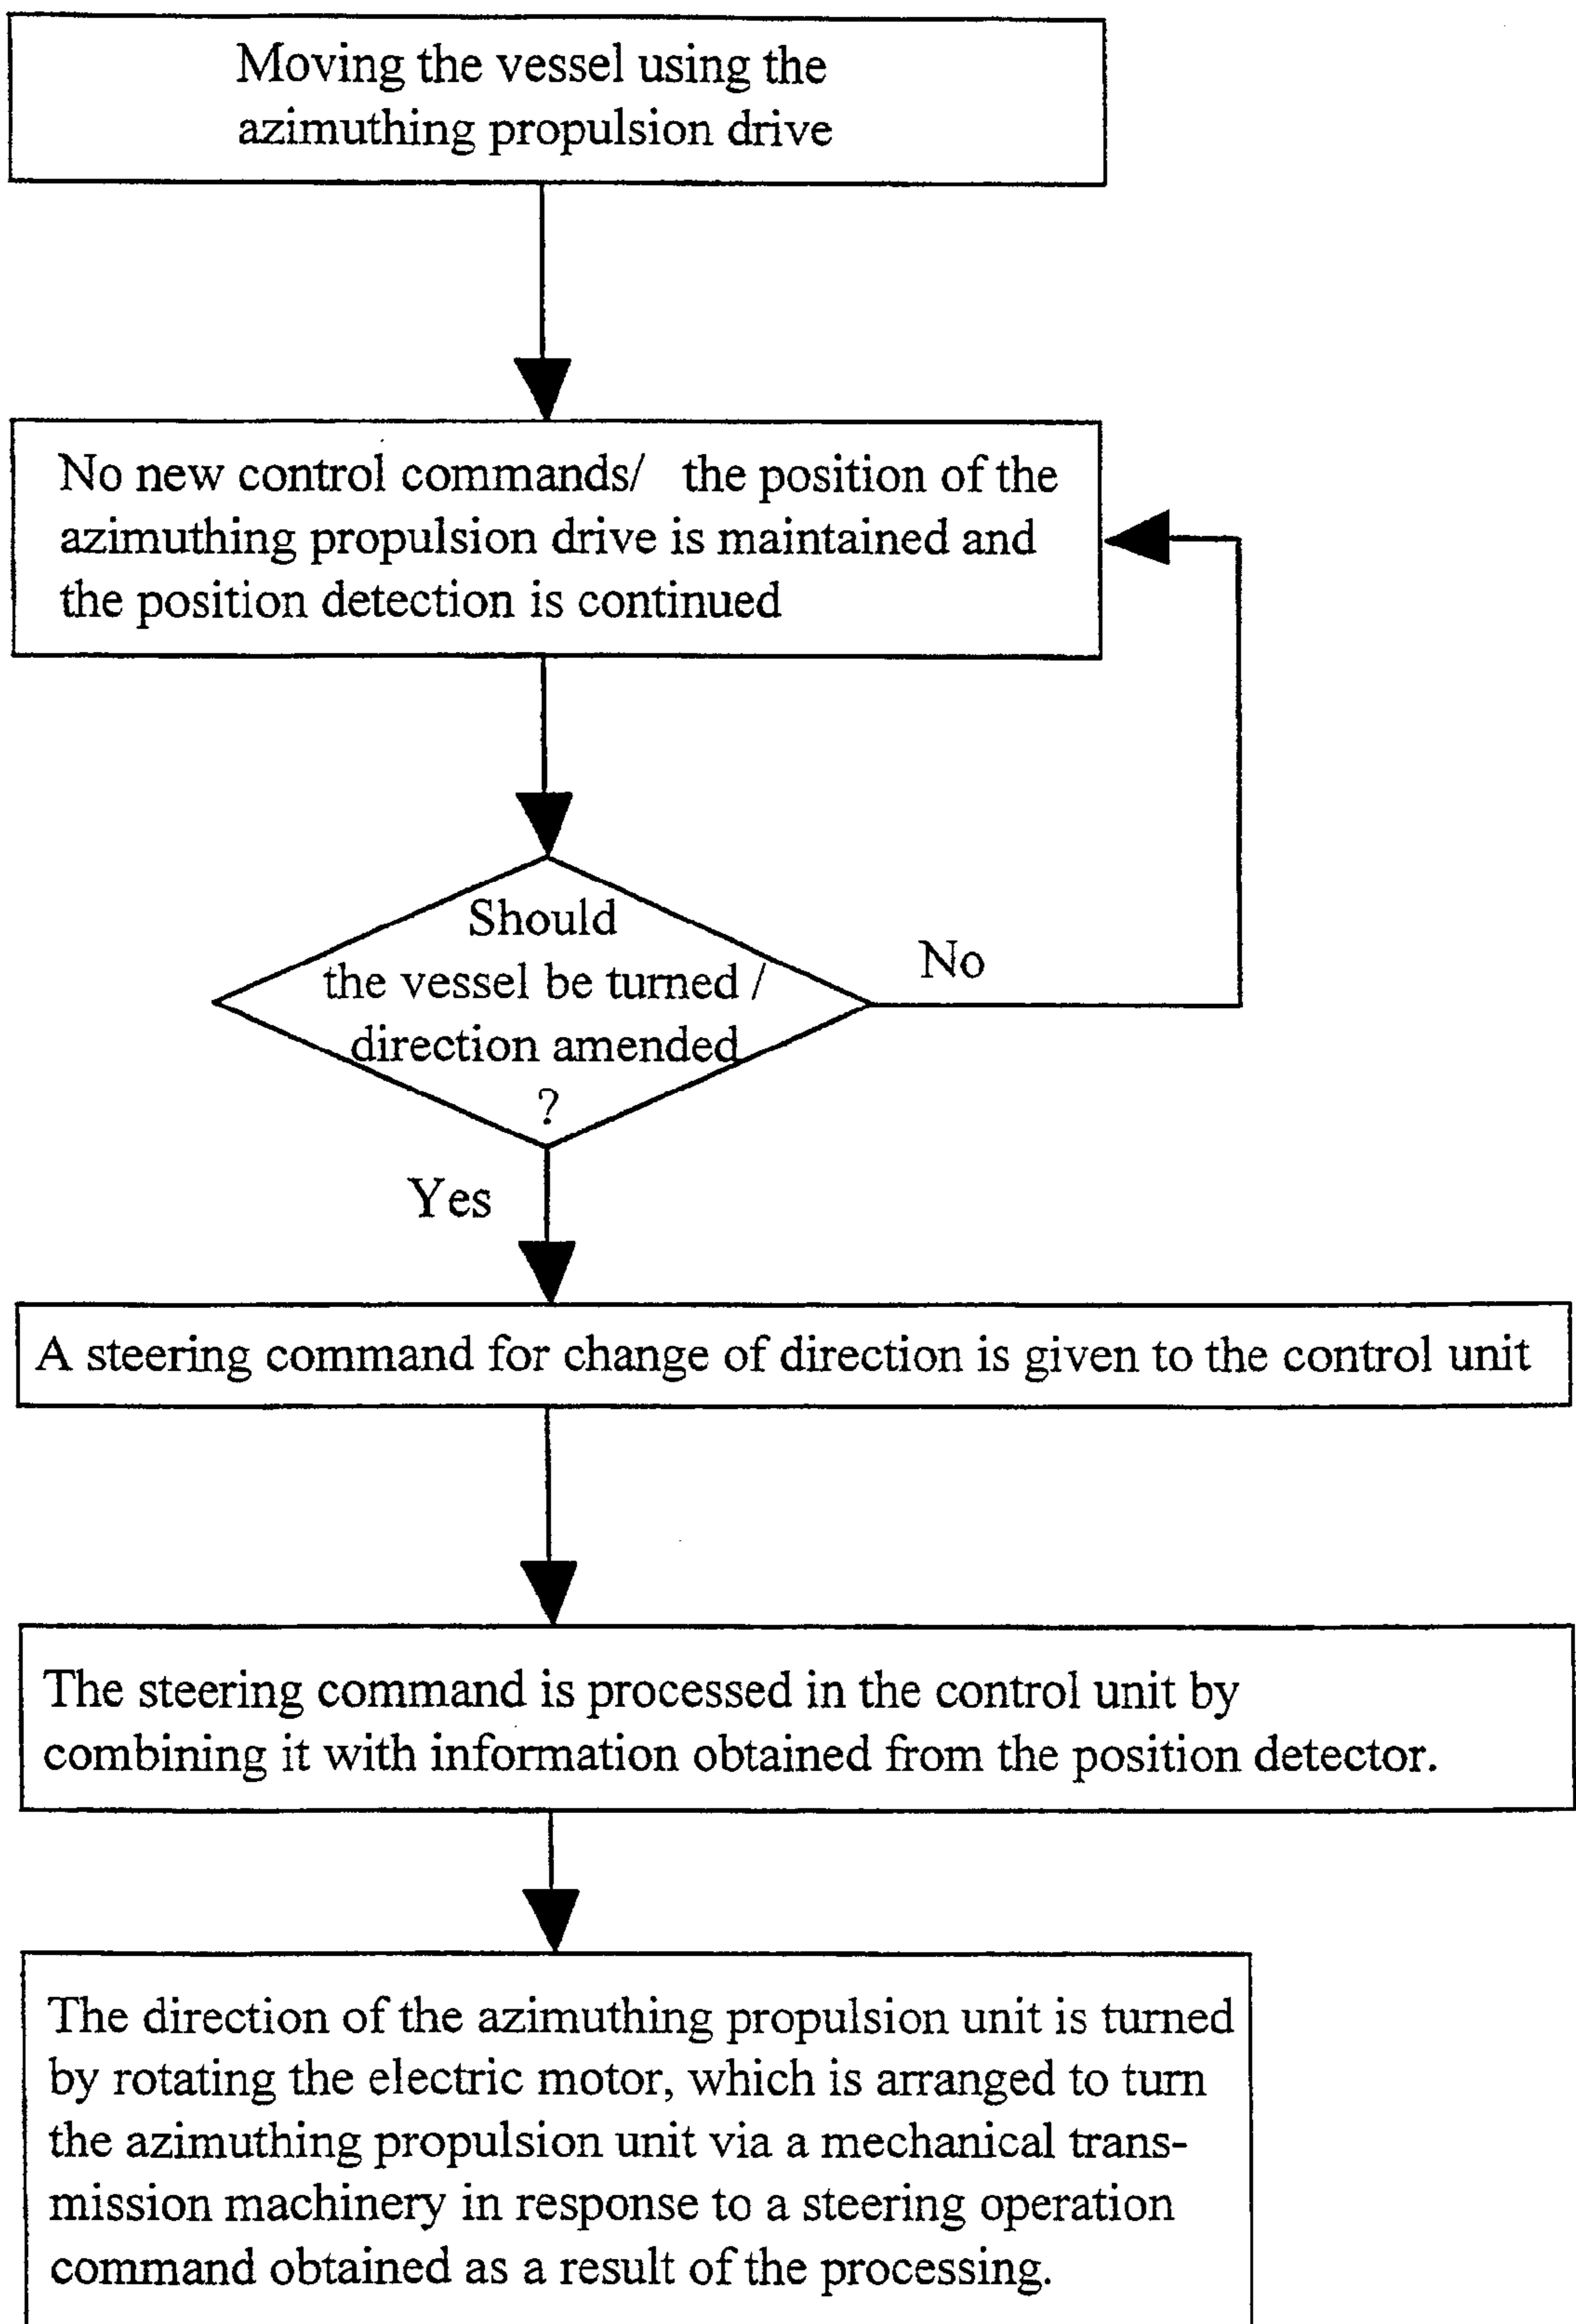 Moving the vessel using the
azimuthing propulsion drive
No new control commands/ the position of the
azimuthing propulsion drive is maintained and
the position detection is continued
Should
the vessel be turned /
direction amended
?
No
Yes
A steering command for change of direction is given to the control unit
The steering command is processed in the control unit by
combining it with information obtained from the position detector.
The direction of the azimuthing propulsion unit is turned
by rotating the electric motor, which is arranged to turn
the azimuthing propulsion unit via a mechanical trans-
mission machinery in response to a steering operation
command obtained as a result of the processing.